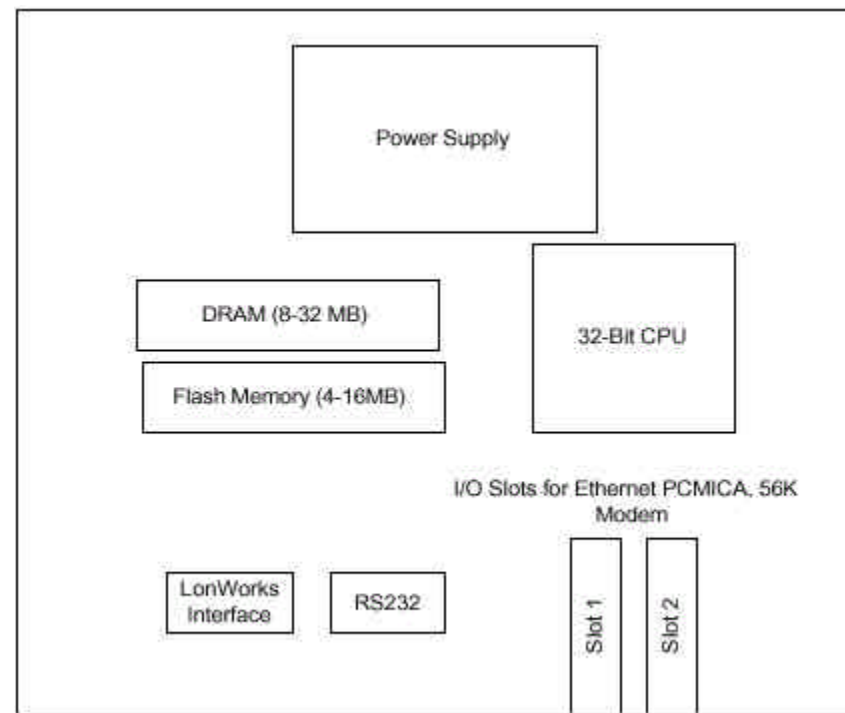 Power Supply
DRAM (8-32 MB)
32-Bit CPU
Flash Memory (4-16MB)
I/O Slots for Ethernet PCMICA, 56K
Modem
LonWorks
Interface
RS232
Slot 1
Slot 2